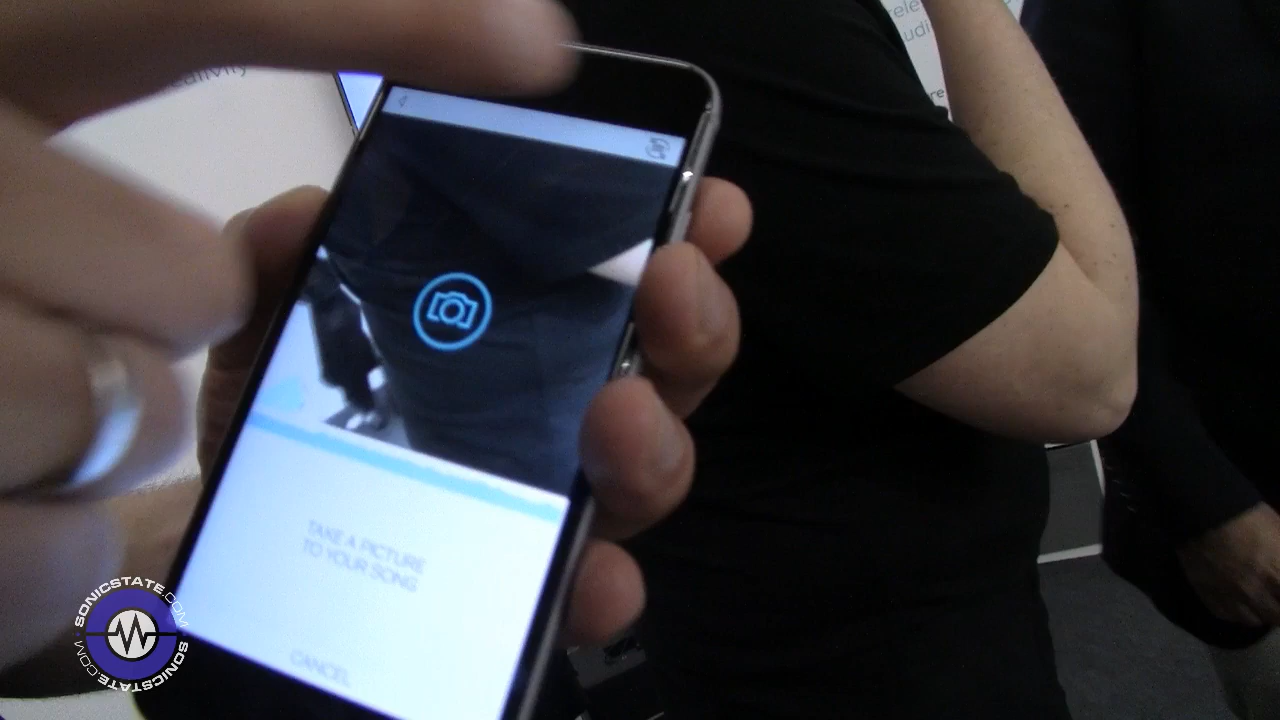 TAKE A PICTURE
TO YOUR SONG
CANCEL
SONICSTATE.COM
SONICSTATE.COM